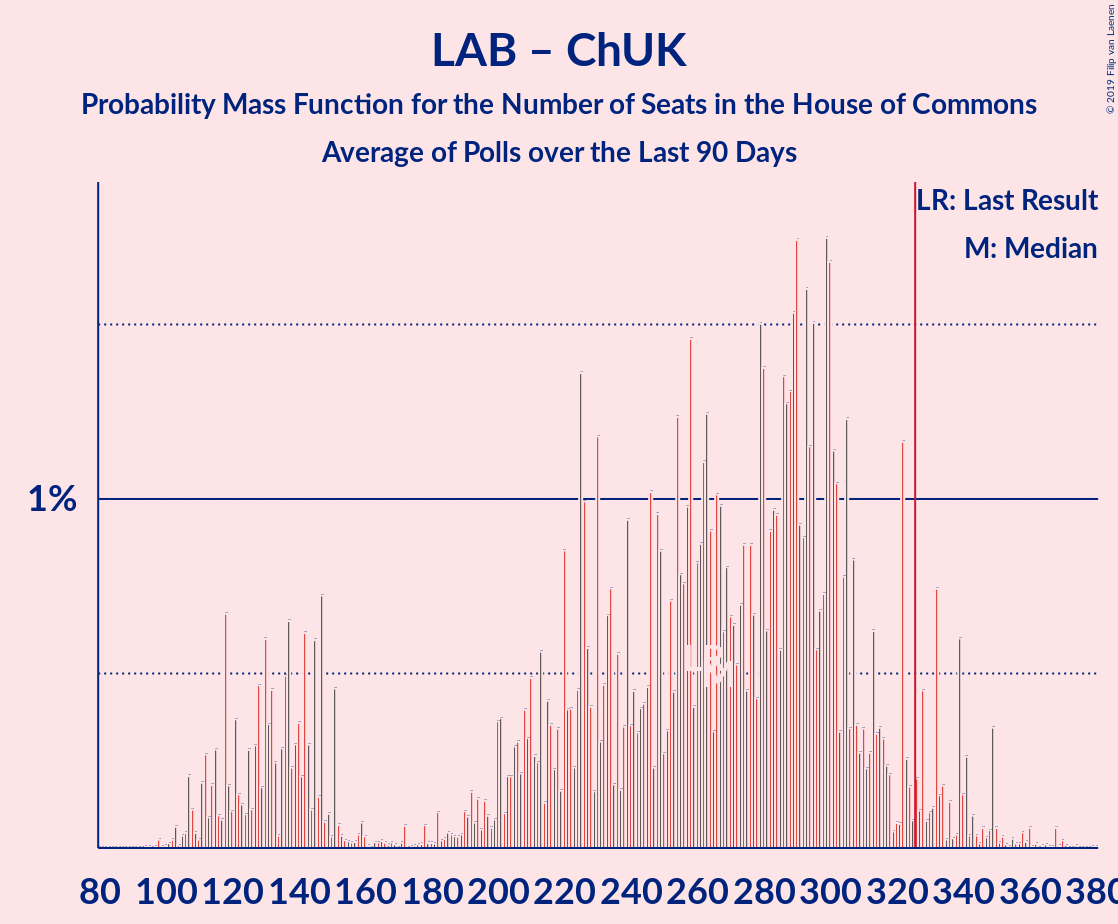 LAB – ChUK
Probability Mass Function for the Number of Seats in the House of Commons
Average of Polls over the Last 90 Days
© 2019 Filip van Laenen
LR: Last Result
M: Median
1%
LR
M
80 100 120 140 160 180 200 220 240 260 280 300 320 340 360 380